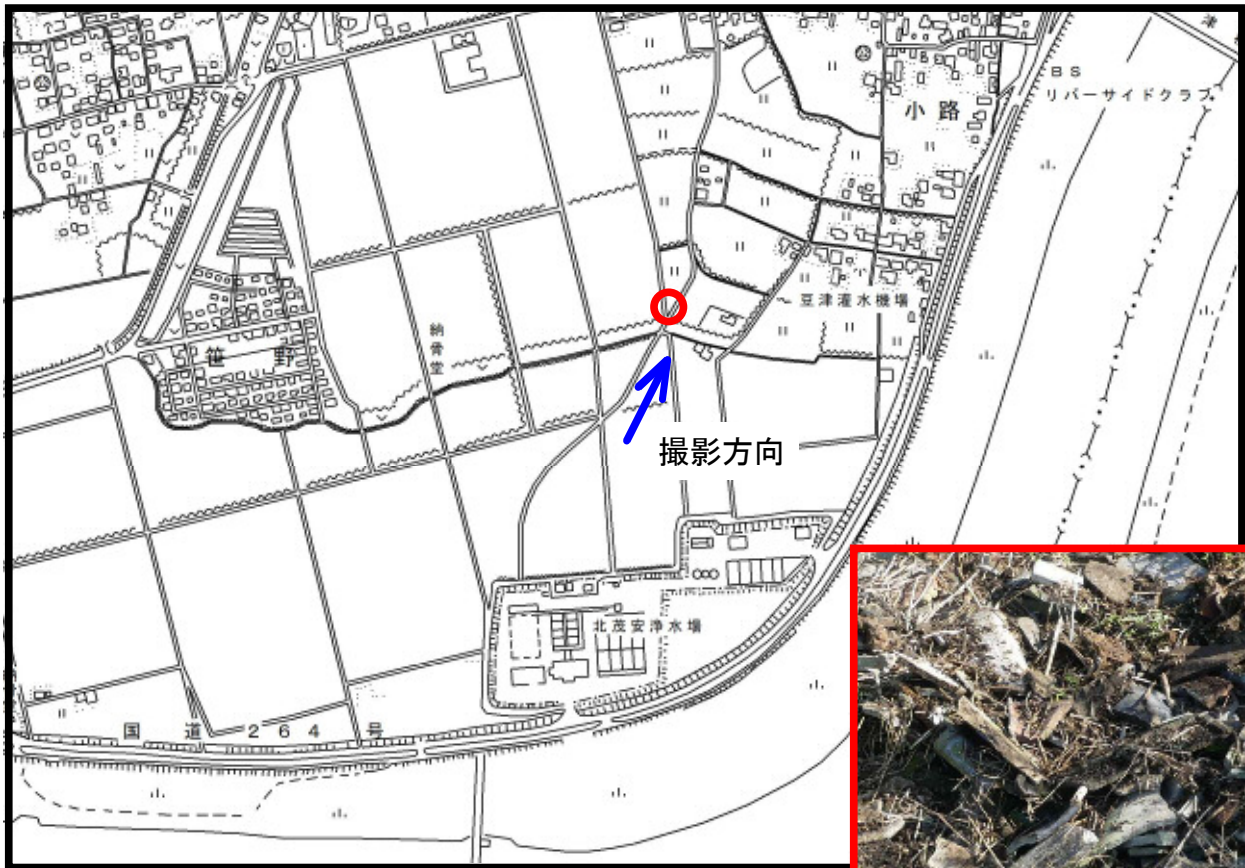 BS
リバーサイドクラブ
小路
豆津灌水機場
納骨堂
笹野
撮影方向
北茂安浄水場
国道264号